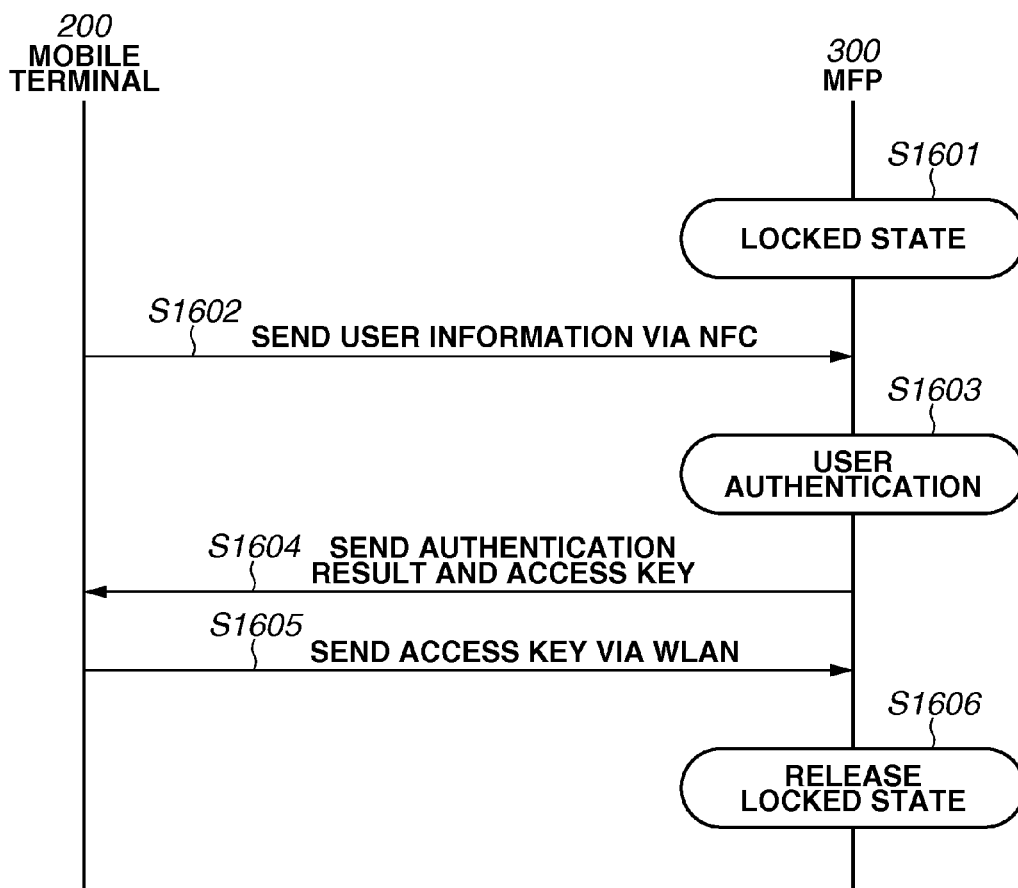 200
MOBILE
TERMINAL
300
MFP
S1601
LOCKED STATE
S1602
SEND USER INFORMATION VIA NFC
S1603
USER
AUTHENTICATION
S1604
SEND AUTHENTICATION
RESULT AND ACCESS KEY
S1605
SEND ACCESS KEY VIA WLAN
S1606
RELEASE
LOCKED STATE